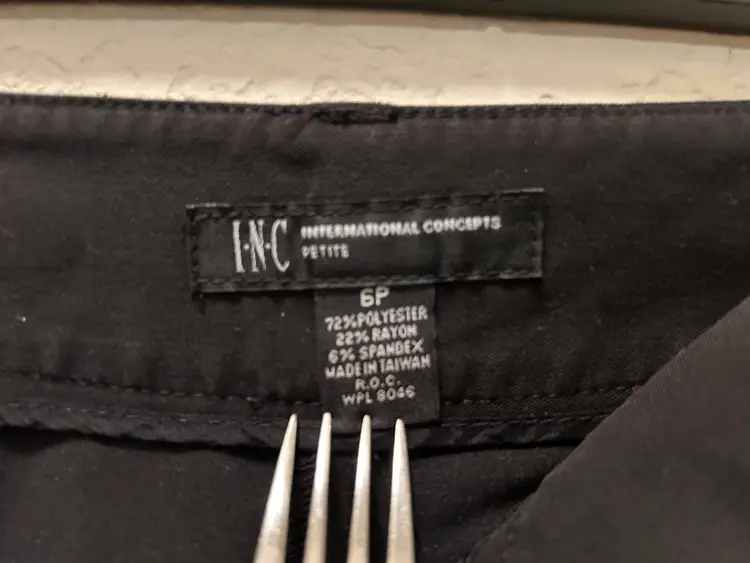 I·N·C INTERNATIONAL CONCEPTS
PETITE
6P
72%POLYESTER
22% RAYON
6% SPANDEX
MADE IN TAIWAN
R.O.C.
WPL 8046